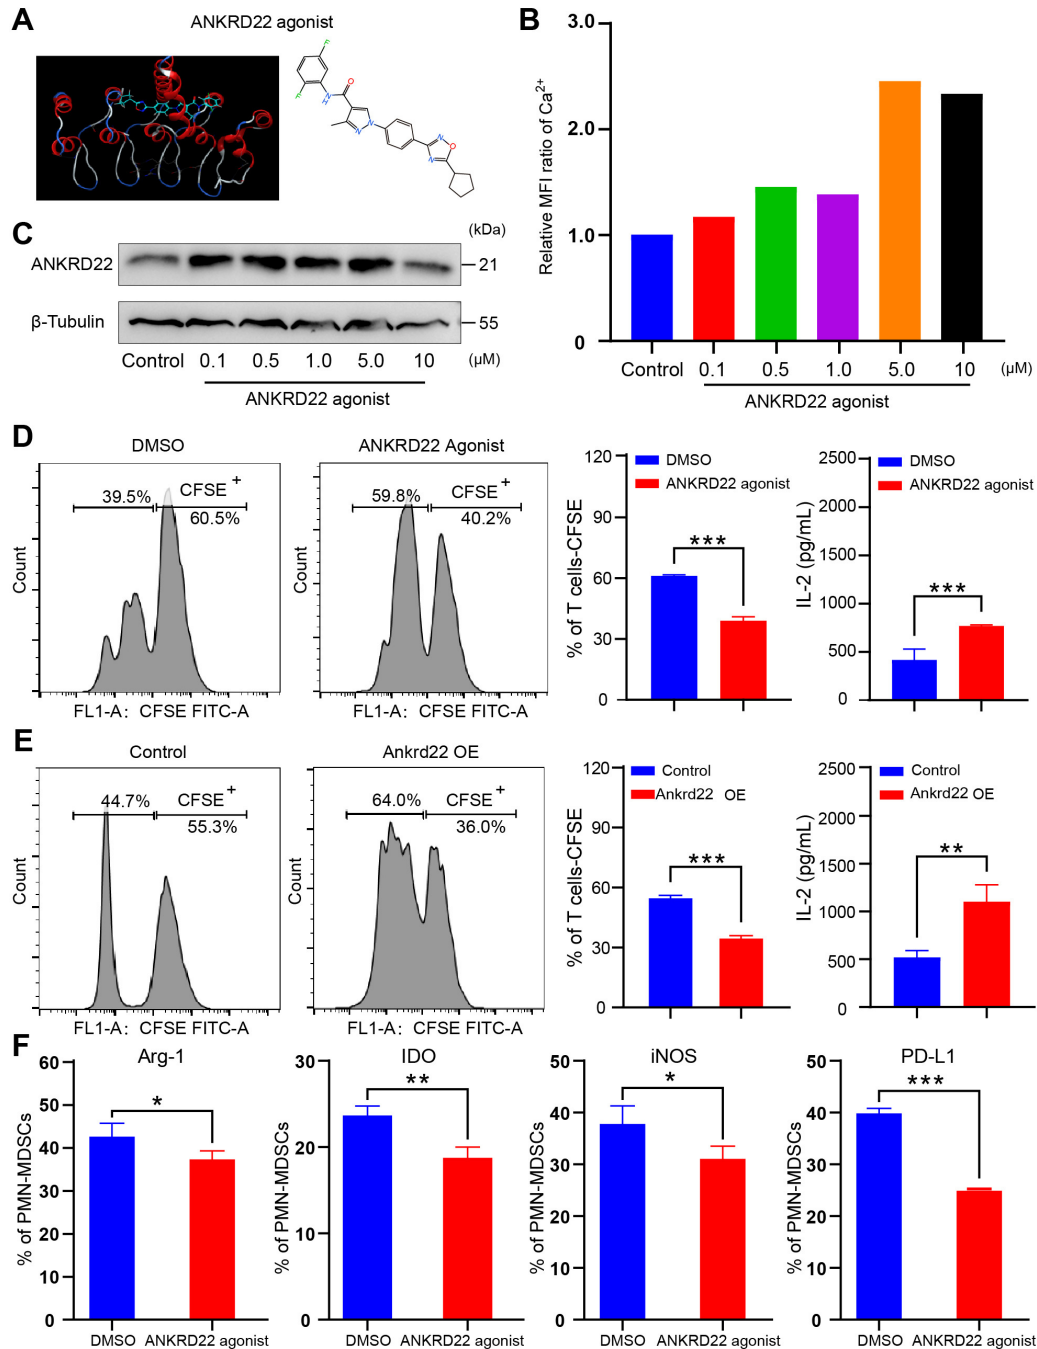 A
ANKRD22 agonist
F
F
N
H
O
N
N
N
O
N
B
Relative MFI ratio of Ca2+
3.0
2.0
1.0
0
Control 0.1 0.5 1.0 5.0 10 (μM)
ANKRD22 agonist
C
(kDa)
ANKRD22 21
β-Tubulin 55
Control 0.1 0.5 1.0 5.0 10 (μM)
ANKRD22 agonist
D
DMSO
Count
39.5% CFSE+
60.5%
FL1-A: CFSE FITC-A
ANKRD22 Agonist
Count
59.8% CFSE+
40.2%
FL1-A: CFSE FITC-A
% of T cells-CFSE
120
90
60
30
0
DMSO
ANKRD22 agonist
***
IL-2 (pg/mL)
2500
2000
1500
1000
500
0
DMSO
ANKRD22 agonist
***
E
Control
Count
44.7% CFSE+
55.3%
FL1-A: CFSE FITC-A
Ankrd22 OE
Count
64.0% CFSE+
36.0%
FL1-A: CFSE FITC-A
% of T cells-CFSE
120
90
60
30
0
Control
Ankrd22 OE
***
IL-2 (pg/mL)
2500
2000
1500
1000
500
0
Control
Ankrd22 OE
**
F
Arg-1
% of PMN-MDSCs
60
50
40
30
20
10
0
*
DMSO ANKRD22 agonist
IDO
% of PMN-MDSCs
30
20
10
0
**
DMSO ANKRD22 agonist
iNOS
% of PMN-MDSCs
50
40
30
20
10
0
*
DMSO ANKRD22 agonist
PD-L1
% of PMN-MDSCs
50
40
30
20
10
0
***
DMSO ANKRD22 agonist